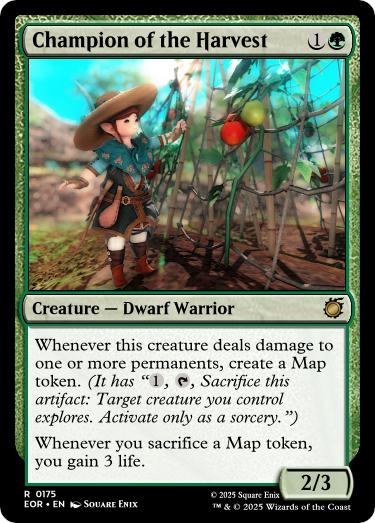 Champion of the Harvest 1
Creature — Dwarf Warrior
Whenever this creature deals damage to
one or more permanents, create a Map
token. (It has “1, , Sacrifice this
artifact: Target creature you control
explores. Activate only as a sorcery.”)
Whenever you sacrifice a Map token,
you gain 3 life.
2/3
R 0175
EOR • EN SQUARE ENIX
© 2025 Square Enix
™ & © 2025 Wizards of the Coast